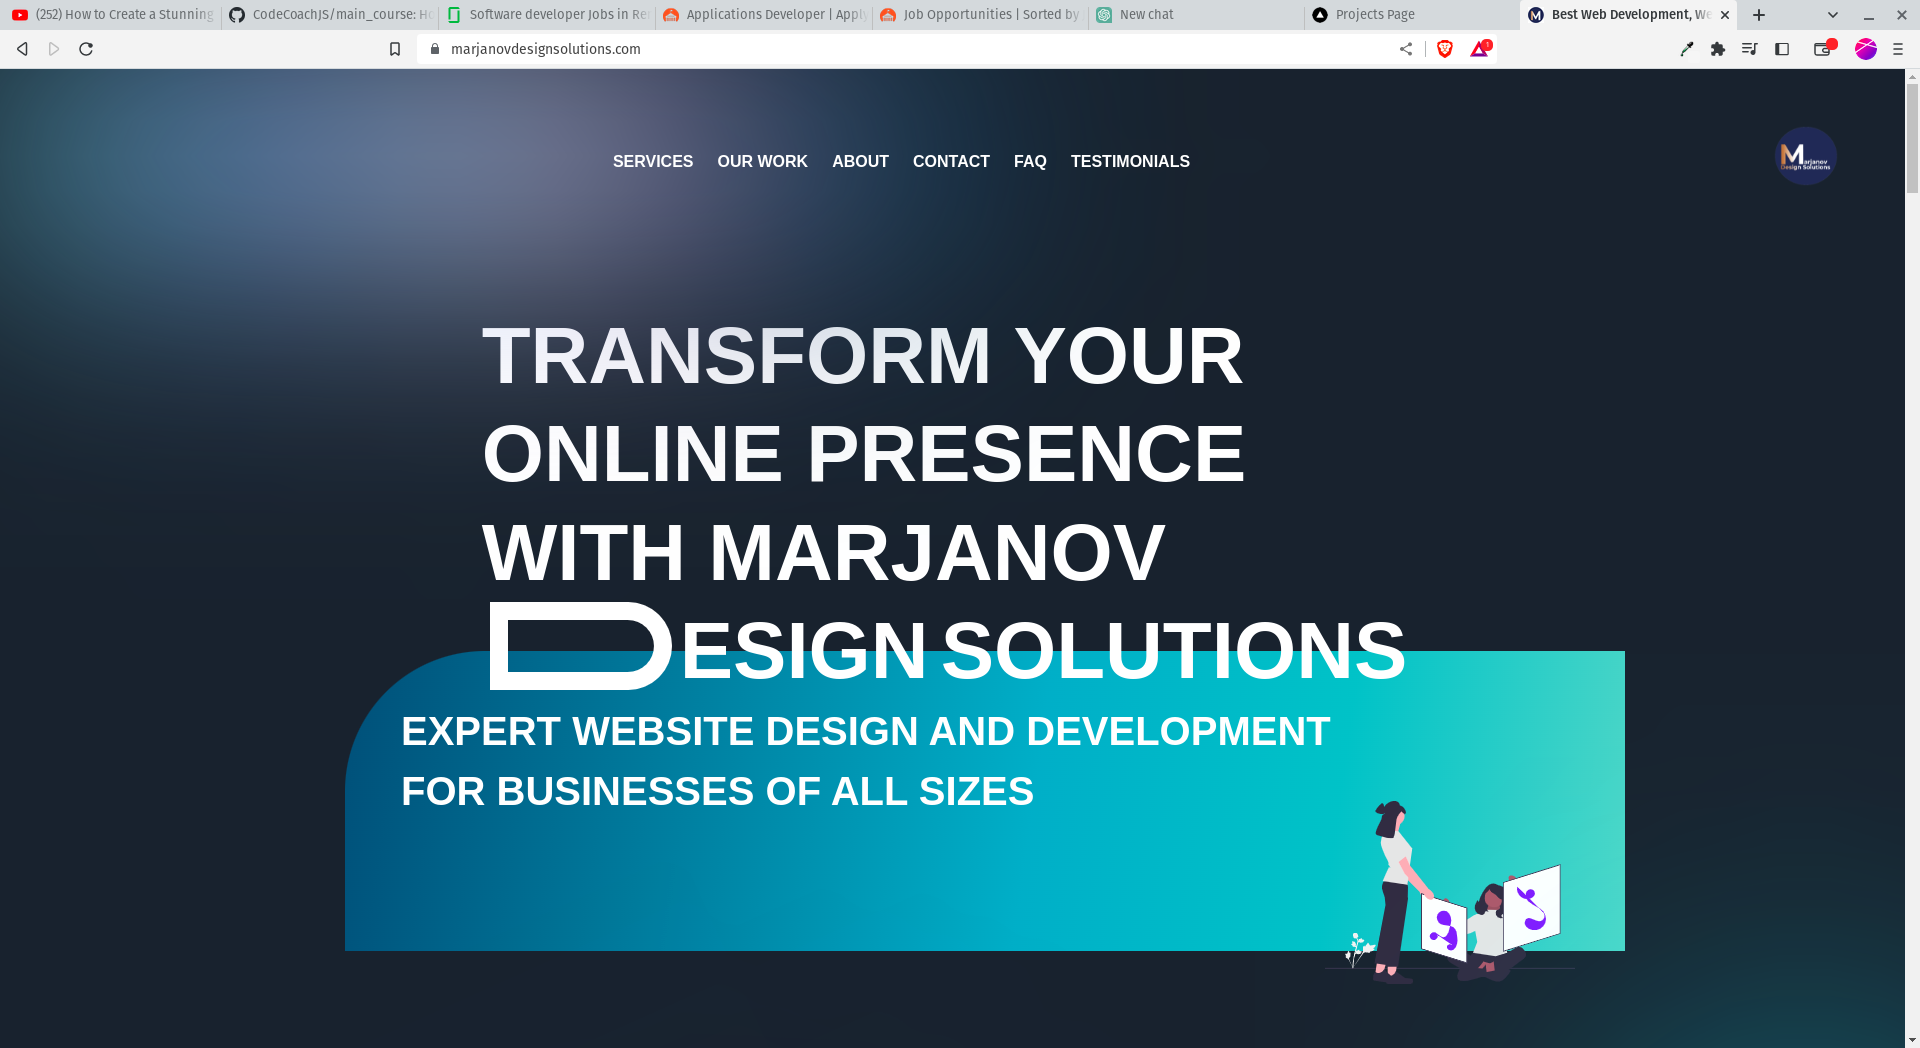 (252) How to Create a Stunning
CodeCoachJS/main_course: Ho
Software developer Jobs in Re
Applications Developer | Apply
Job Opportunities | Sorted by
New chat
Projects Page
Best Web Development, We
marjanovdesignsolutions.com
1
SERVICES OUR WORK ABOUT CONTACT FAQ TESTIMONIALS
Marjanov
Design Solutions
TRANSFORM YOUR
ONLINE PRESENCE
WITH MARJANOV
DESIGN SOLUTIONS
EXPERT WEBSITE DESIGN AND DEVELOPMENT
FOR BUSINESSES OF ALL SIZES